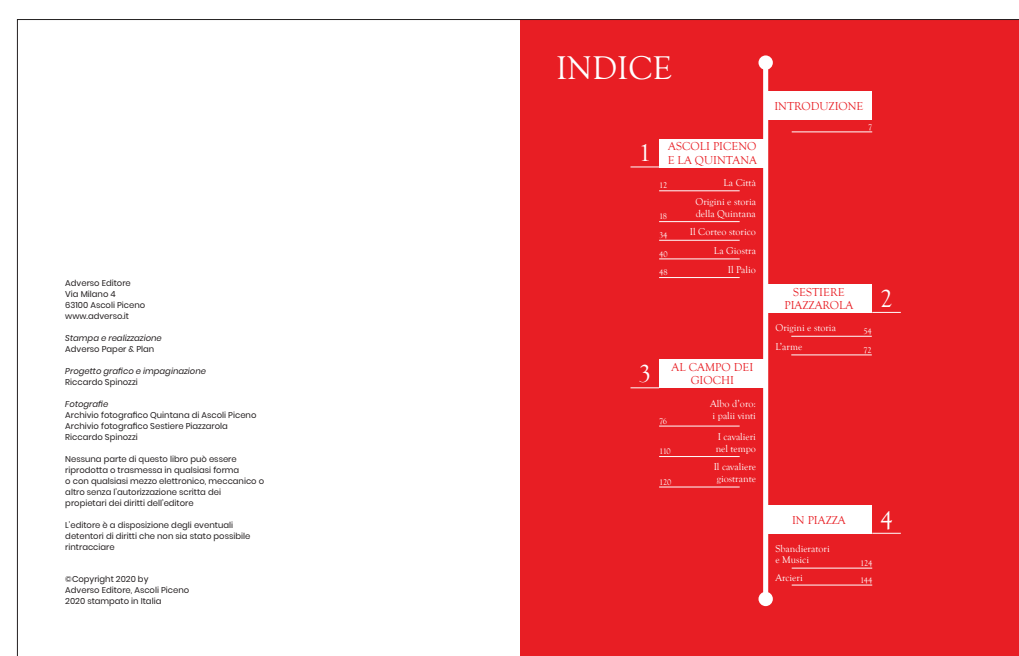 Adverso Editore
Via Milano 4
63100 Ascoli Piceno
www.adverso.it
Stampa e realizzazione
Adverso Paper & Plan
Progetto grafico e impaginazione
Riccardo Spinozzi
Fotografie
Archivio fotografico Quintana di Ascoli Piceno
Archivio fotografico Sestiere Piazzarola
Riccardo Spinozzi
Nessuna parte di questo libro può essere
riprodotta o trasmessa in qualsiasi forma
o con qualsiasi mezzo elettronico, meccanico o
altro senza l'autorizzazione scritta dei
propietari dei diritti dell'editore
L'editore è a disposizione degli eventuali
detentori di diritti che non sia stato possibile
rintracciare
©Copyright 2020 by
Adverso Editore, Ascoli Piceno
2020 stampato in Italia
INDICE
INTRODUZIONE
7
1 ASCOLI PICENO
E LA QUINTANA
12 La Città
Origini e storia
18 della Quintana
34 Il Corteo storico
40 La Giostra
48 Il Palio
SESTIERE 2
PIAZZAROLA
Origini e storia 54
L'arme 72
3 AL CAMPO DEI
GIOCHI
Albo d'oro:
76 i palii vinti
I cavalieri
110 nel tempo
Il cavaliere
120 giostrante
IN PIAZZA 4
Sbandieratori
e Musici 124
Arcieri 144